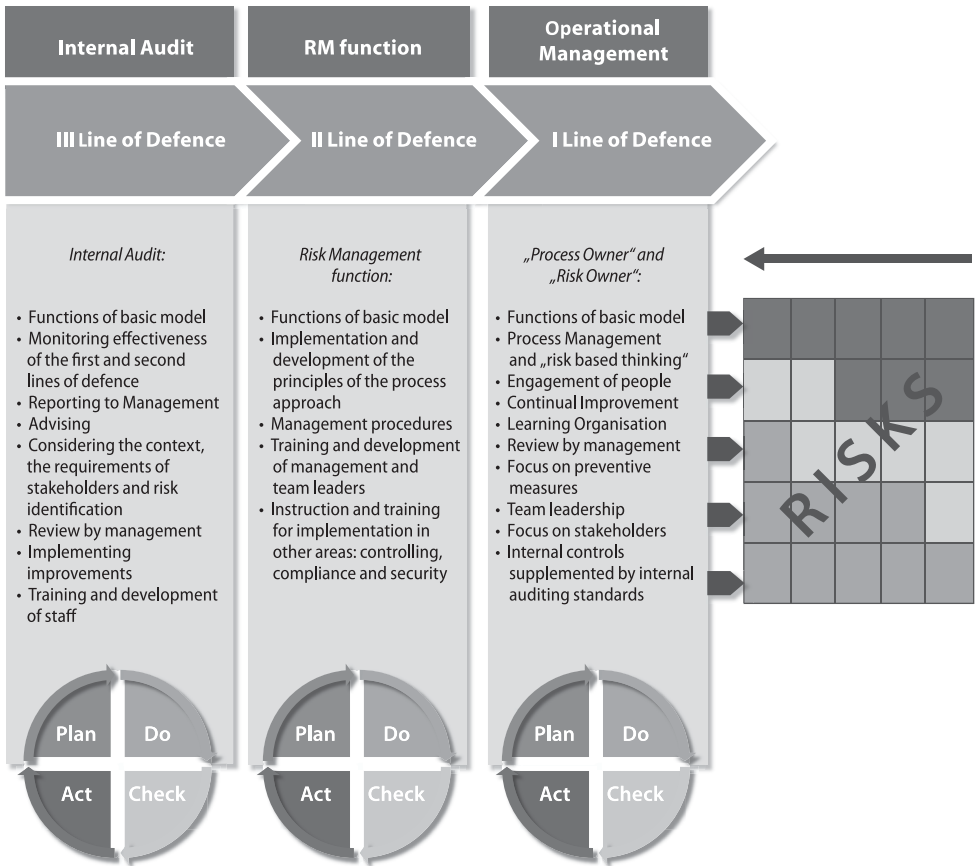 Internal Audit
RM function
Operational
Management
III Line of Defence
II Line of Defence
I Line of Defence
Internal Audit:
• Functions of basic model
• Monitoring effectiveness
of the first and second
lines of defence
• Reporting to Management
• Advising
• Considering the context,
the requirements of
stakeholders and risk
identification
• Review by management
• Implementing
improvements
• Training and development
of staff
Risk Management
function:
• Functions of basic model
• Implementation and
development of the
principles of the process
approach
• Management procedures
• Training and development
of management and
team leaders
• Instruction and training
for implementation in
other areas: controlling,
compliance and security
„Process Owner“ and
„Risk Owner“:
• Functions of basic model
• Process Management
and „risk based thinking“
• Engagement of people
• Continual Improvement
• Learning Organisation
• Review by management
• Focus on preventive
measures
• Team leadership
• Focus on stakeholders
• Internal controls
supplemented by internal
auditing standards
RISKS
Plan
Do
Act
Check
Plan
Do
Act
Check
Plan
Do
Act
Check